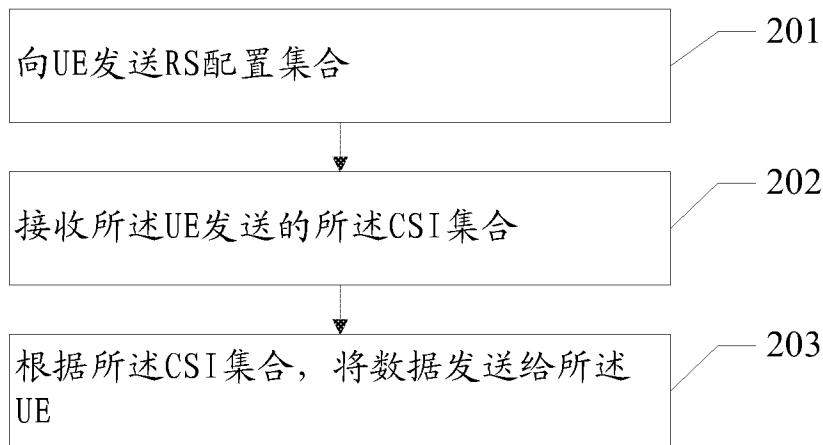 向UE发送RS配置集合
201
接收所述UE发送的所述CSI集合
202
根据所述CSI集合，将数据发送给所述
UE
203